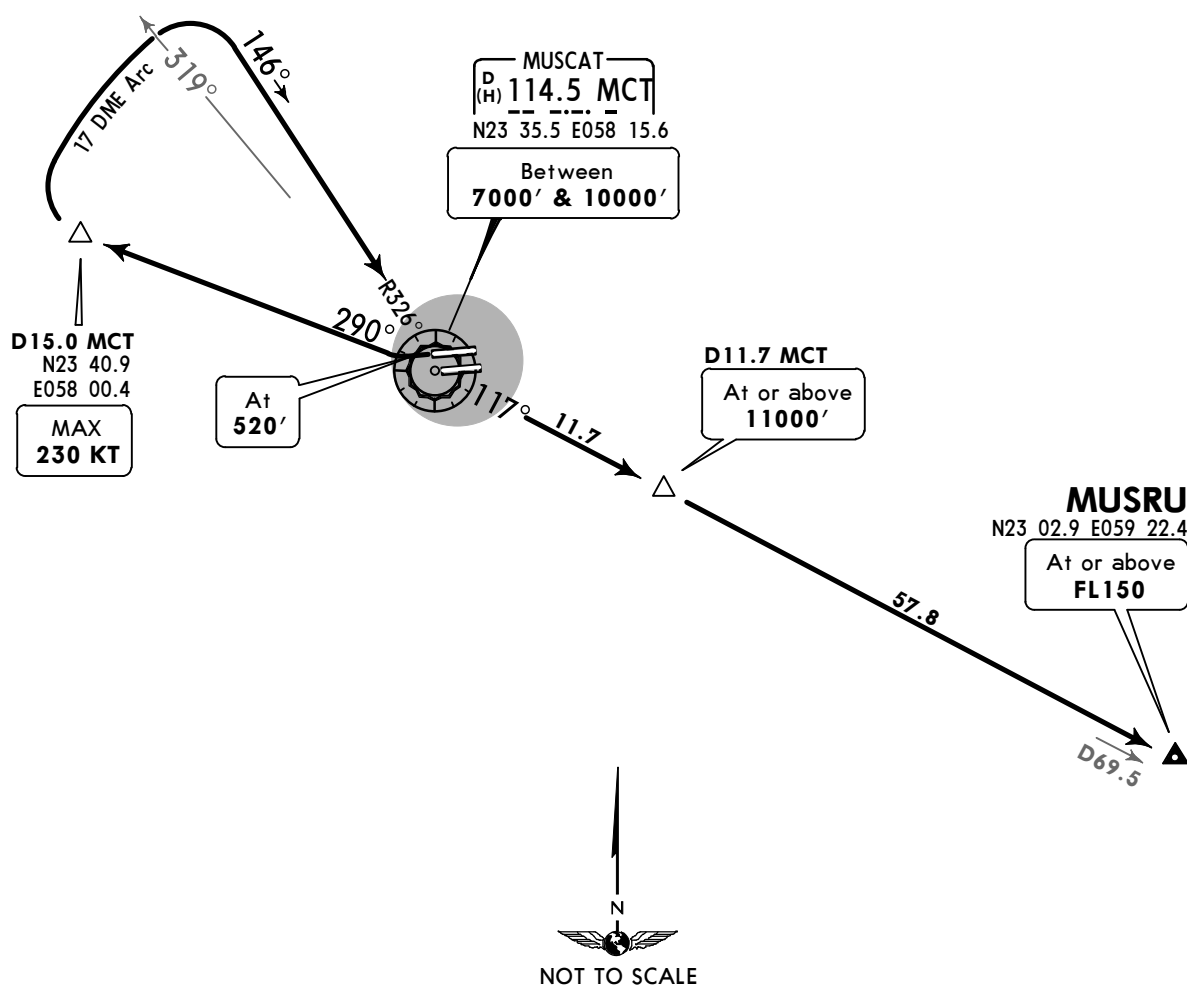 319°
146°
17 DME Arc
MUSCAT
D
(H) 114.5 MCT
N23 35.5 E058 15.6
Between
7000' & 10000'
R326°
290°
D15.0 MCT
N23 40.9
E058 00.4
MAX
230 KT
At
520'
117°
11.7
D11.7 MCT
At or above
11000'
MUSRU
N23 02.9 E059 22.4
At or above
FL150
57.8
D69.5
N
NOT TO SCALE